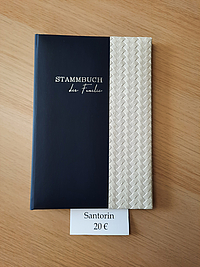 STAMMBUCH
der Familie
Santorin
20 €